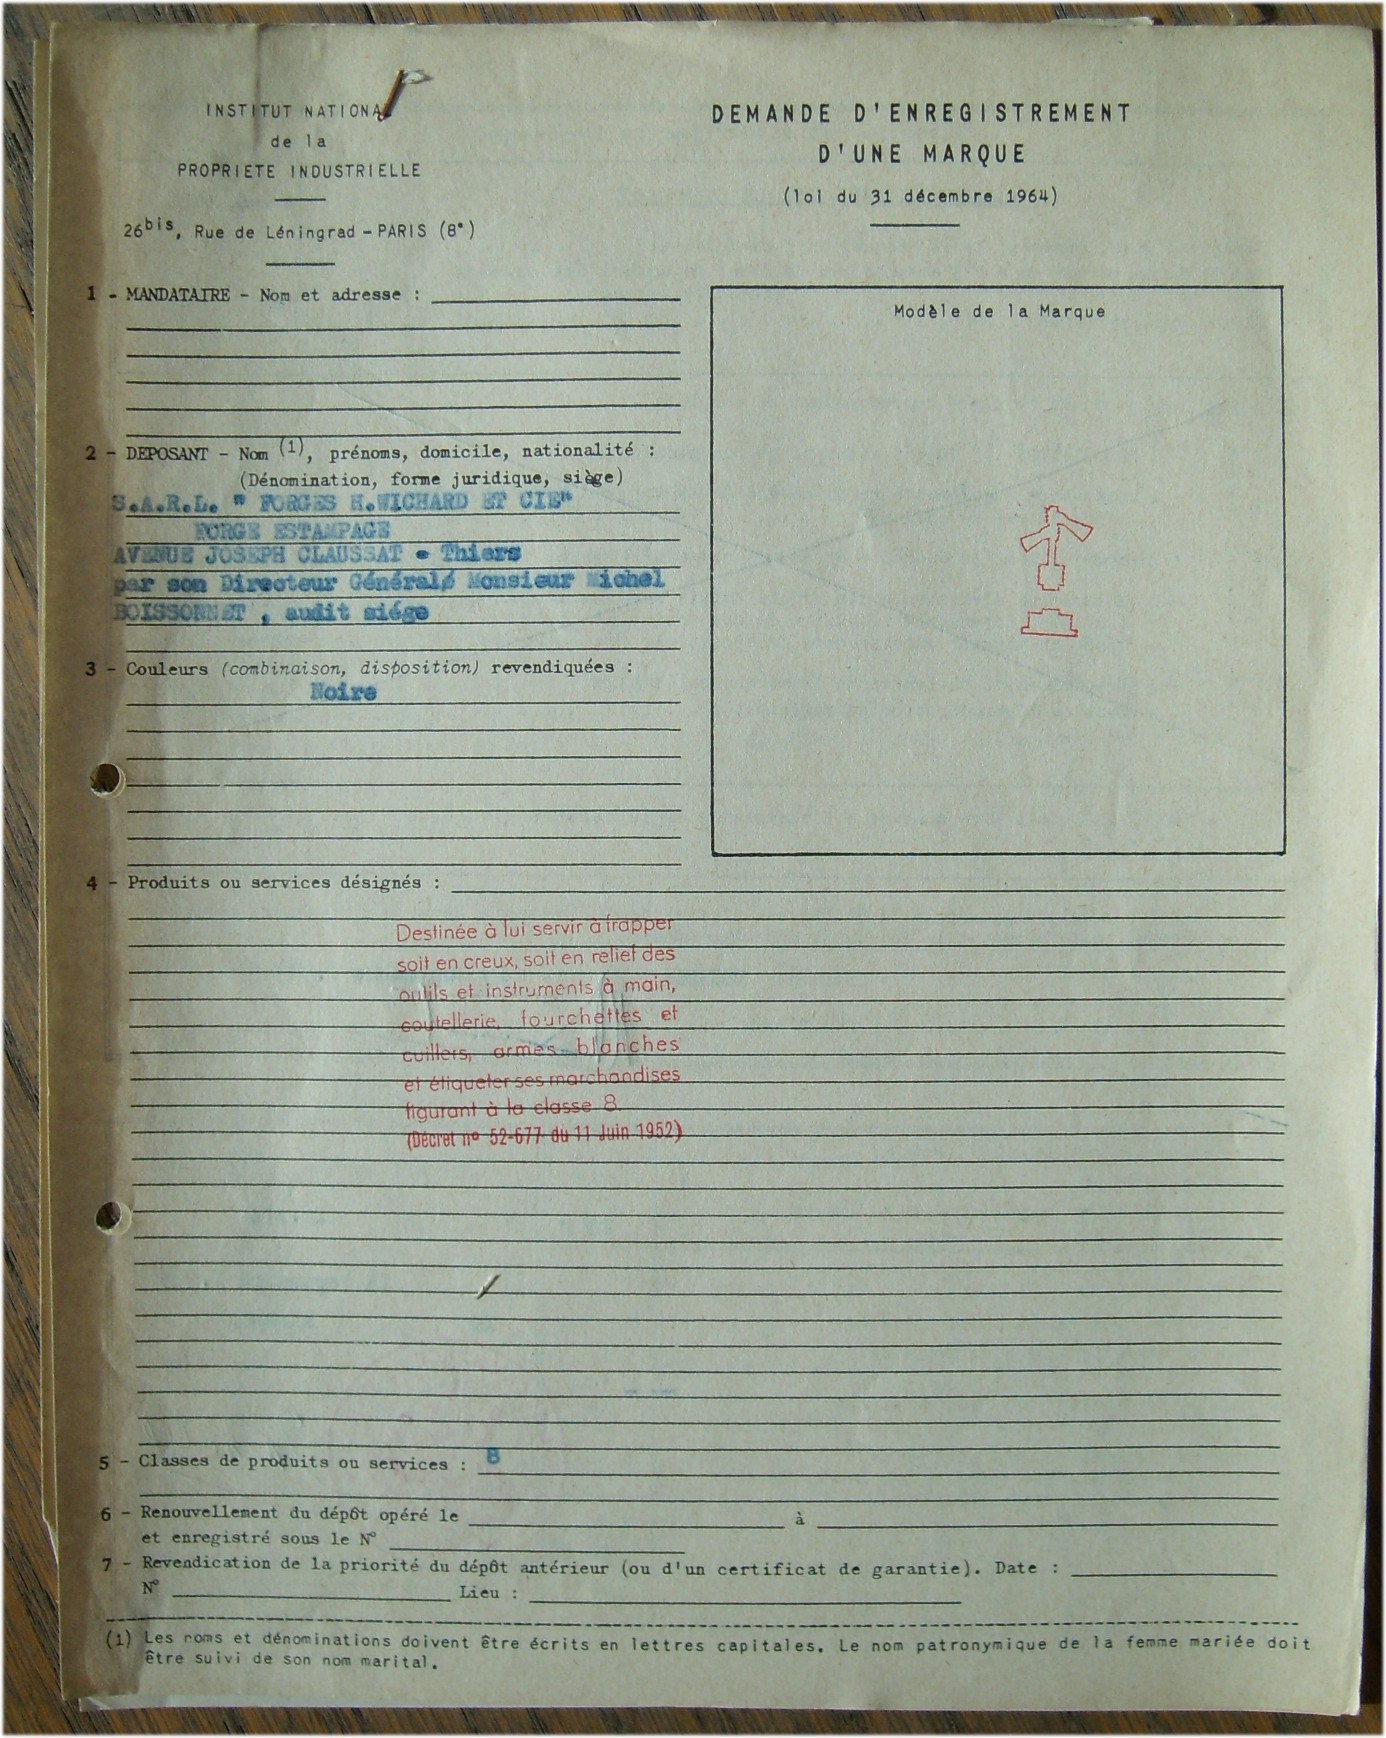 INSTITUT NATIONA
de la
PROPRIETE INDUSTRIELLE
26bis, Rue de Léningrad - PARIS (8e)
DEMANDE D'ENREGISTREMENT
D'UNE MARQUE
(loi du 31 décembre 1964)
1 - MANDATAIRE - Nom et adresse :
Modèle de la Marque
2 - DEPOSANT - Nom (1), prénoms, domicile, nationalité :
(Dénomination, forme juridique, siège)
S.A.R.L. " FORGES H.WICHARD ET CIE"
FORGE ESTAMPAGE
AVENUE JOSEPH CLAUSSAT - Thiers
par son Directeur Général, Monsieur Michel
BOISSONNET , audit siége
3 - Couleurs (combinaison, disposition) revendiquées :
Noire
4 - Produits ou services désignés :
Destinée à lui servir à frapper
soit en creux, soit en relief des
outils et instruments à main,
coutellerie, fourchettes et
cuillers, armes blanches
et étiqueter ses marchandises
figurant à la classe 8.
(Décret nº 52-677 du 11 Juin 1952)
5 - Classes de produits ou services : 8
6 - Renouvellement du dépôt opéré le à
et enregistré sous le N°
7 - Revendication de la priorité du dépôt antérieur (ou d'un certificat de garantie). Date :
N° Lieu :
(1) Les noms et dénominations doivent être écrits en lettres capitales. Le nom patronymique de la femme mariée doit
être suivi de son nom marital.